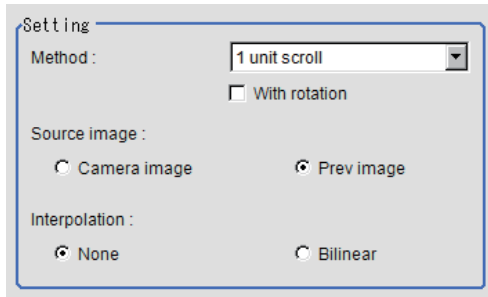 Setting
Method : 1 unit scroll
With rotation
Source image :
Camera image Prev image
Interpolation :
None Bilinear